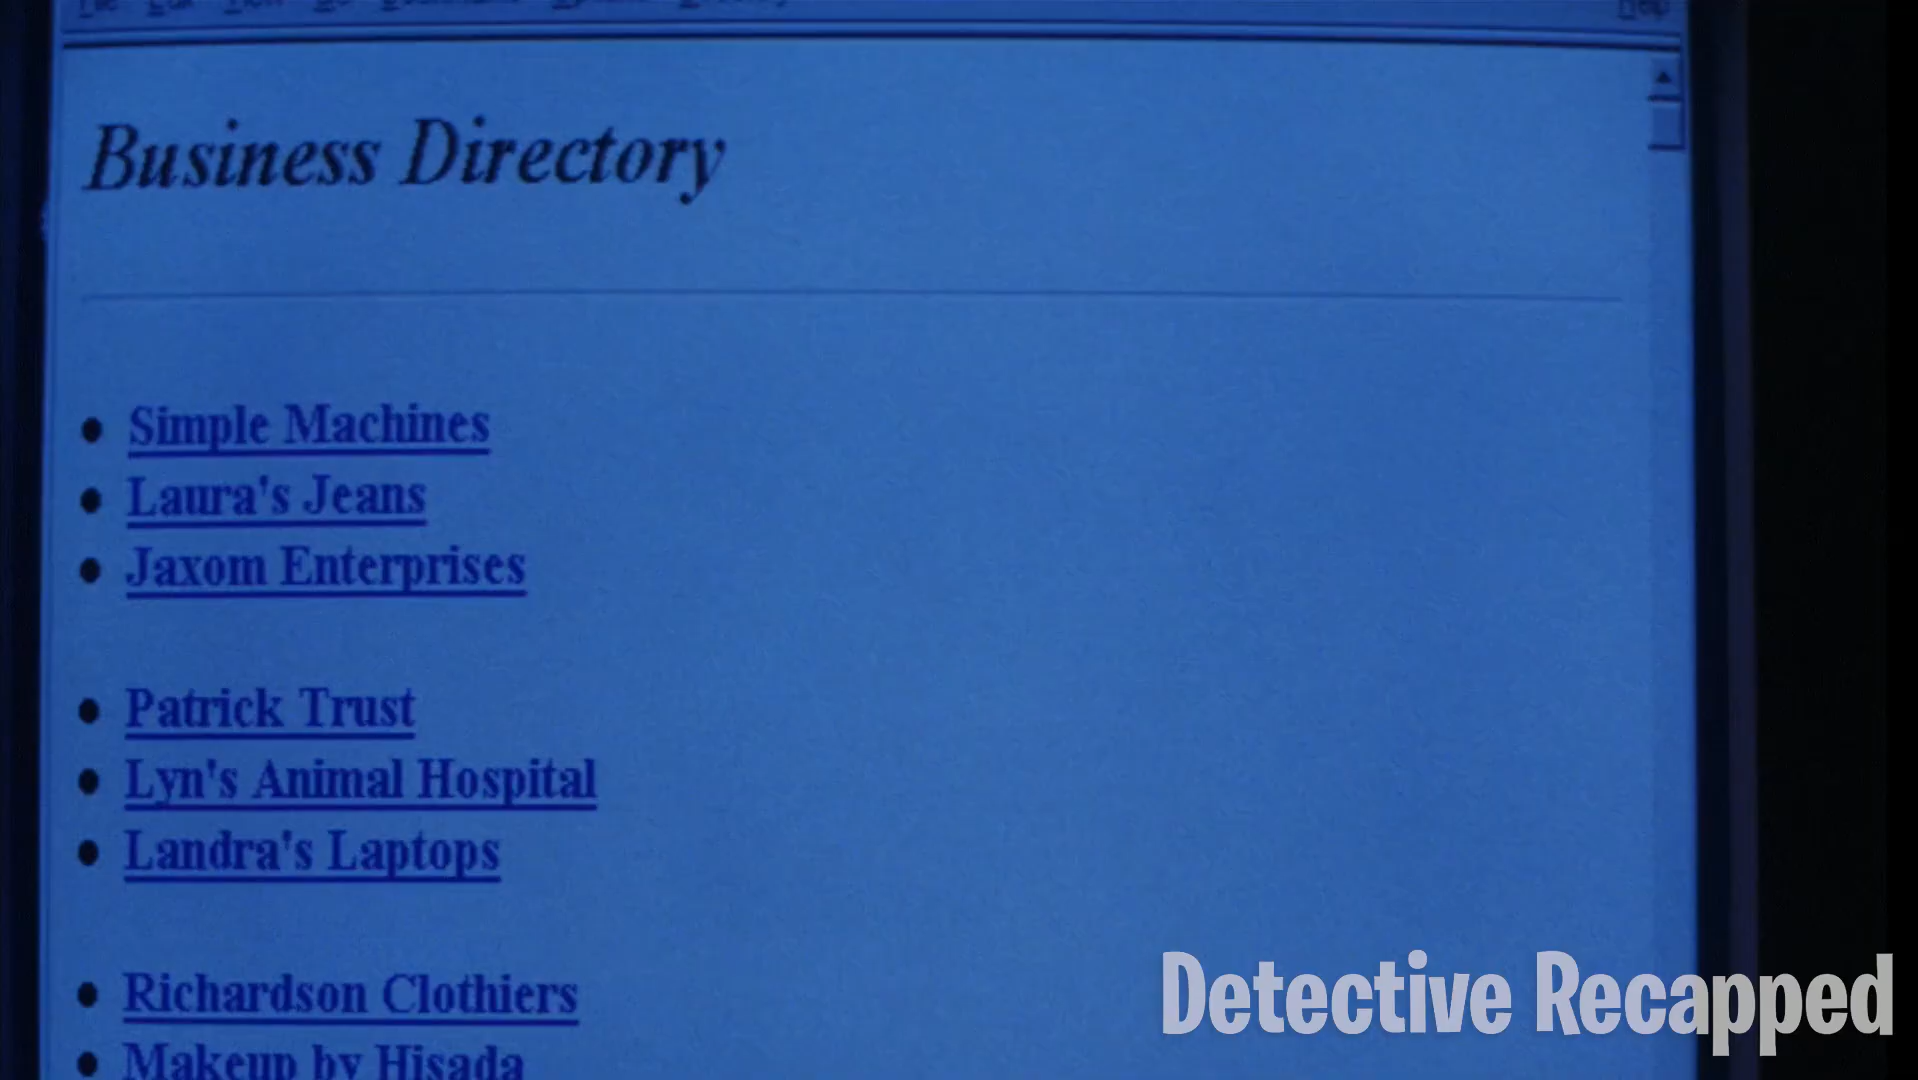 Help
Business Directory
Simple Machines
Laura's Jeans
Jaxom Enterprises
Patrick Trust
Lyn's Animal Hospital
Landra's Laptops
Richardson Clothiers
Makeup by Hisada
Detective Recapped